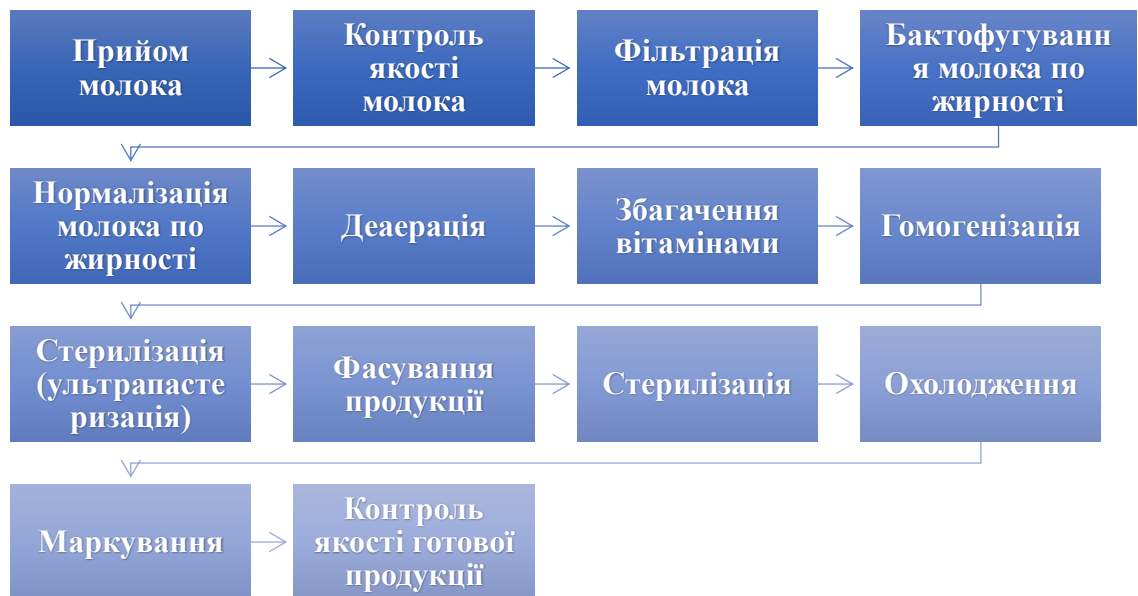 Прийом
молока
Контроль
якості
молока
Фільтрація
молока
Бактофугуванн
я молока по
жирності
Нормалізація
молока по
жирності
Деаерація
Збагачення
вітамінами
Гомогенізація
Стерилізація
(ультрапасте
ризація)
Фасування
продукції
Стерилізація
Охолодження
Маркування
Контроль
якості готової
продукції